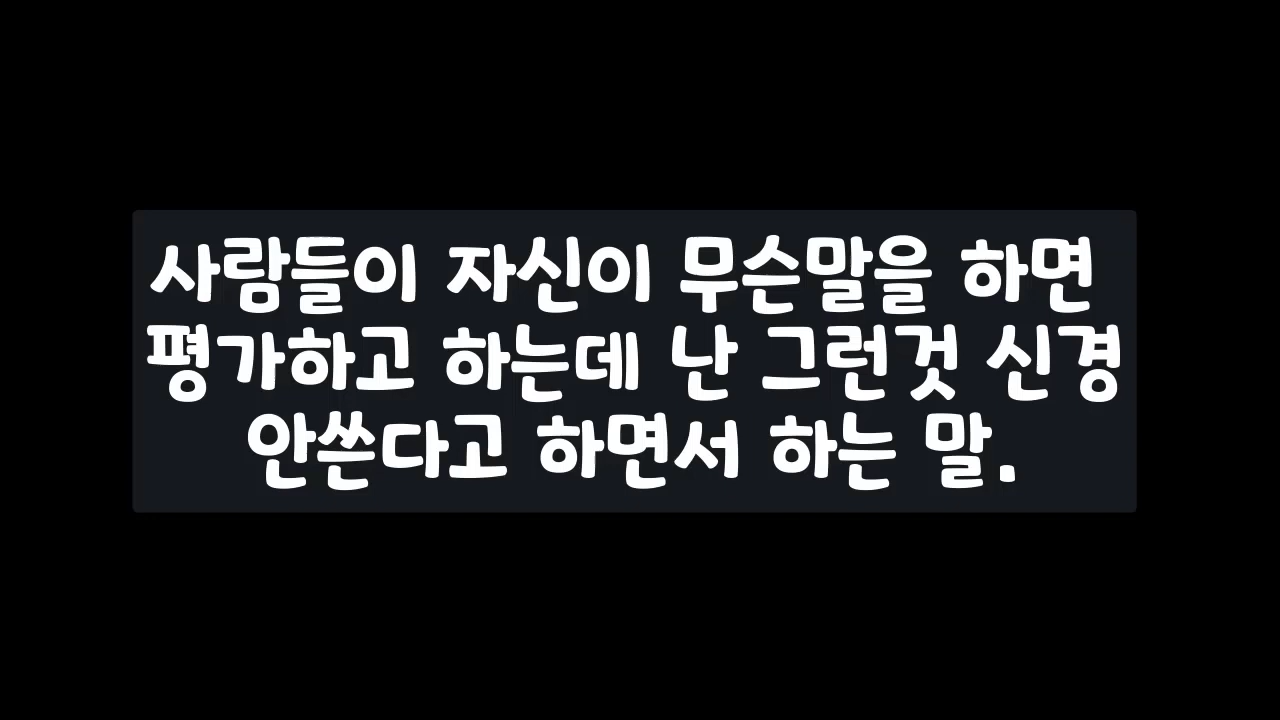 사람들이 자신이 무슨말을 하면
평가하고 하는데 난 그런것 신경
안쓴다고 하면서 하는 말.